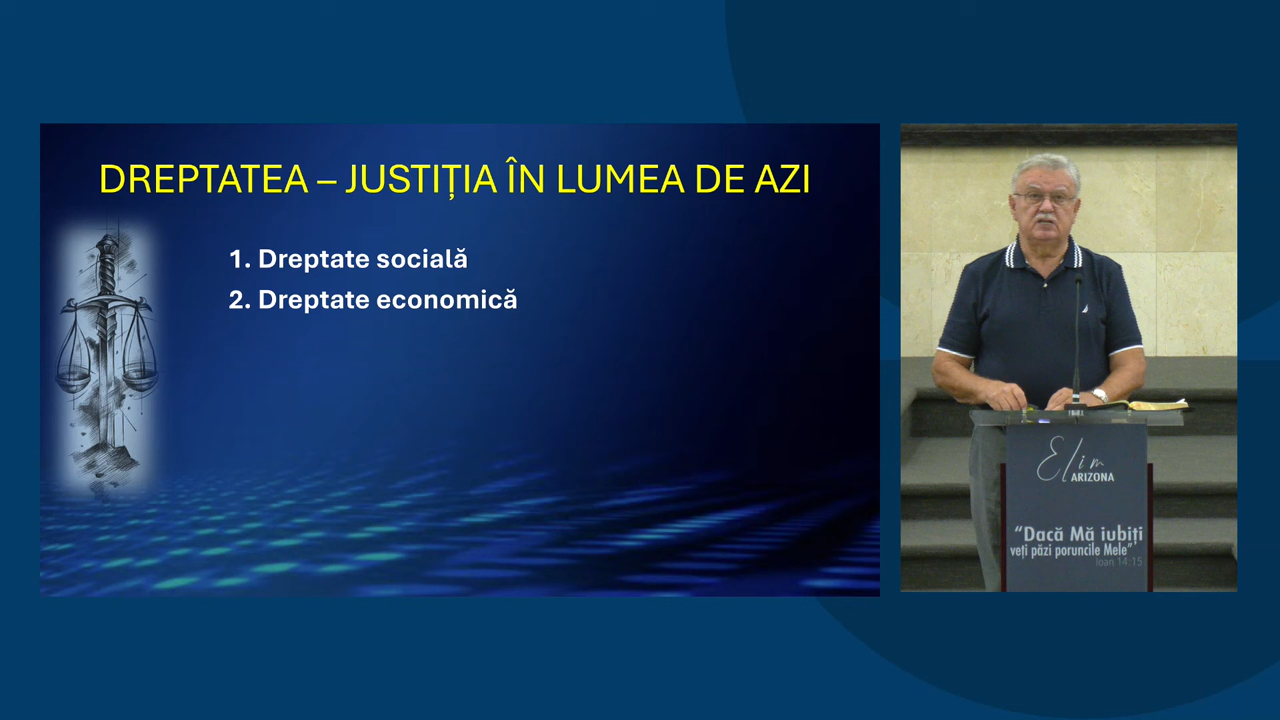 DREPTATEA – JUSTIȚIA ÎN LUMEA DE AZI
1. Dreptate socială
2. Dreptate economică
Elim
ARIZONA
“Dacă Mă iubiți
veți păzi poruncile Mele”
Ioan 14:15